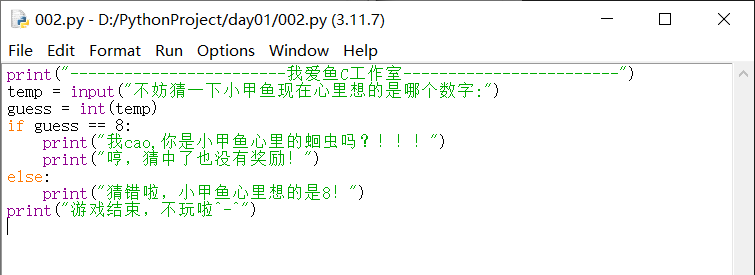 002.py - D:/PythonProject/day01/002.py (3.11.7)
File Edit Format Run Options Window Help
print("------------------------我爱鱼C工作室------------------------")
temp = input("不妨猜一下小甲鱼现在心里想的是哪个数字:")
guess = int(temp)
if guess == 8:
    print("我cao,你是小甲鱼心里的蛔虫吗？！！！")
    print("哼，猜中了也没有奖励！")
else:
    print("猜错啦，小甲鱼心里想的是8！")
print("游戏结束，不玩啦^-^")